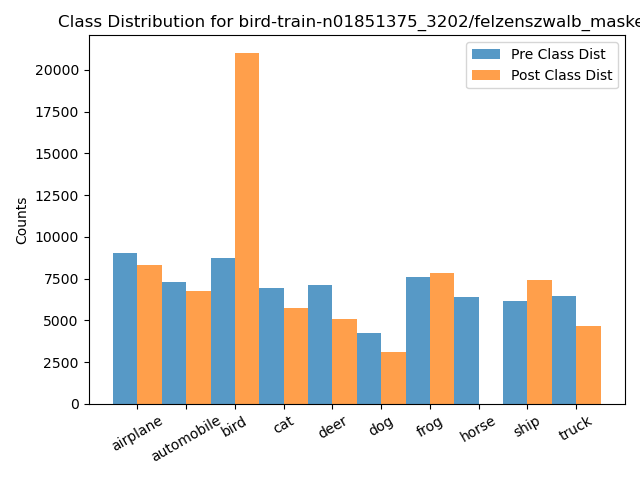 Class Distribution for bird-train-n01851375_3202/felzenszwalb_maske
Pre Class Dist
Post Class Dist
Counts
20000
17500
15000
12500
10000
7500
5000
2500
0
airplane
automobile
bird
cat
deer
dog
frog
horse
ship
truck